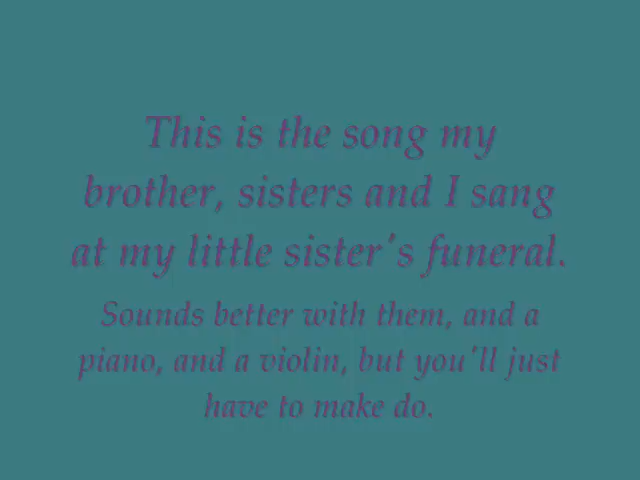 This is the song my
brother, sisters and I sang
at my little sister's funeral.
Sounds better with them, and a
piano, and a violin, but you'll just
have to make do.